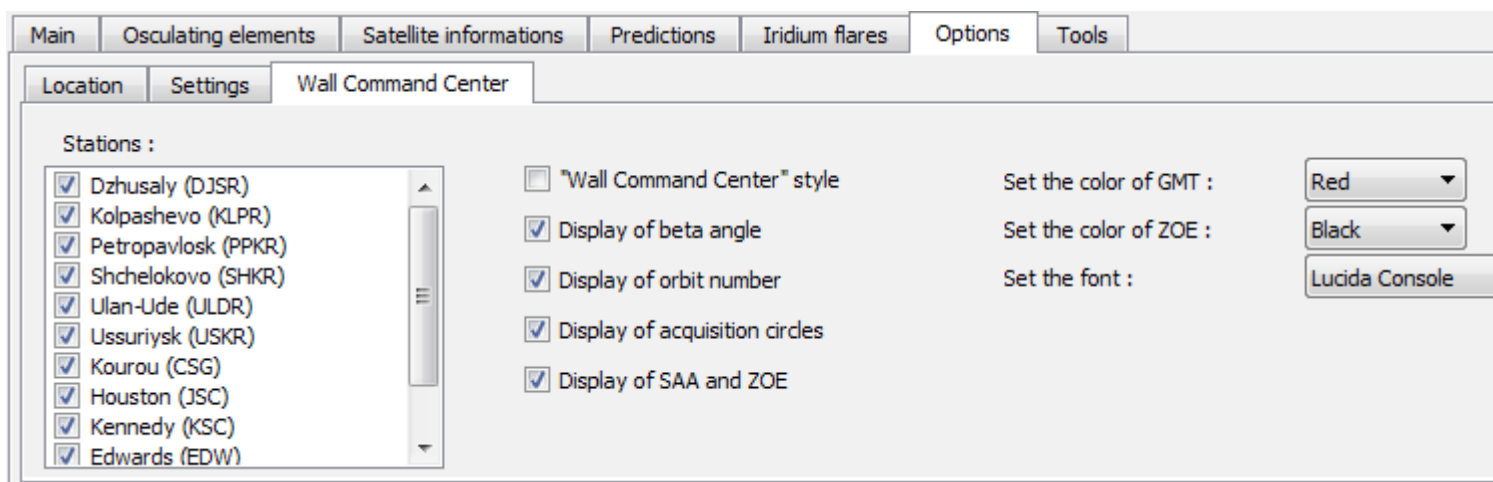 Main Osculating elements Satellite informations Predictions Iridium flares Options Tools
Location Settings Wall Command Center
Stations :
Dzhusaly (DJSR)
Kolpashevo (KLPR)
Petropavlosk (PPKR)
Shchelokovo (SHKR)
Ulan-Ude (ULDR)
Ussuriysk (USKR)
Kourou (CSG)
Houston (JSC)
Kennedy (KSC)
Edwards (EDW)
"Wall Command Center" style
Display of beta angle
Display of orbit number
Display of acquisition circles
Display of SAA and ZOE
Set the color of GMT : Red
Set the color of ZOE : Black
Set the font : Lucida Console